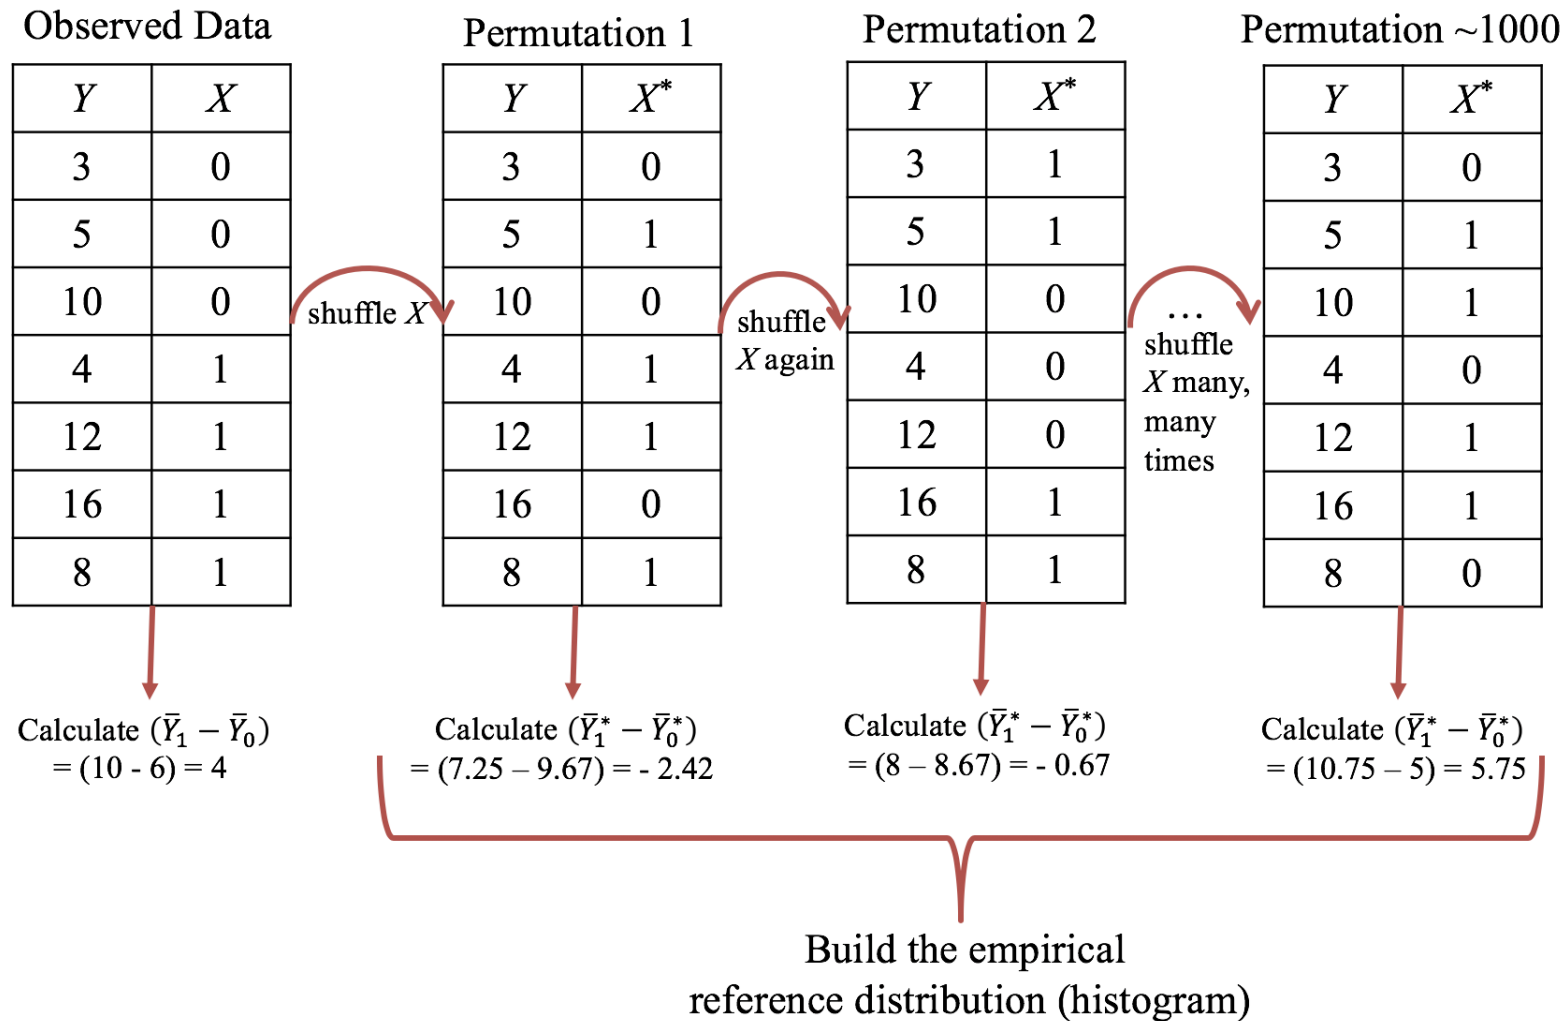 Observed Data
Y X
3 0
5 0
10 0
4 1
12 1
16 1
8 1
Calculate (Ȳ₁ − Ȳ₀)
= (10 - 6) = 4
shuffle X
Permutation 1
Y X*
3 0
5 1
10 0
4 1
12 1
16 0
8 1
Calculate (Ȳ₁* − Ȳ₀*)
= (7.25 – 9.67) = - 2.42
shuffle
X again
Permutation 2
Y X*
3 1
5 1
10 0
4 0
12 0
16 1
8 1
Calculate (Ȳ₁* − Ȳ₀*)
= (8 – 8.67) = - 0.67
...
shuffle
X many,
many
times
Permutation ~1000
Y X*
3 0
5 1
10 1
4 0
12 1
16 1
8 0
Calculate (Ȳ₁* − Ȳ₀*)
= (10.75 – 5) = 5.75
Build the empirical
reference distribution (histogram)